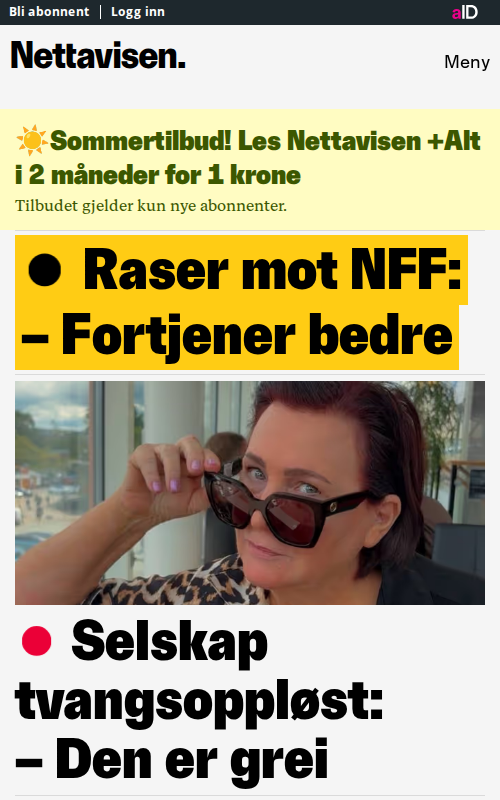 Bli abonnent | Logg inn
aID
Nettavisen.
Meny
☀️Sommertilbud! Les Nettavisen +Alt
i 2 måneder for 1 krone
Tilbudet gjelder kun nye abonnenter.
● Raser mot NFF:
– Fortjener bedre
● Selskap
tvangsoppløst:
– Den er grei